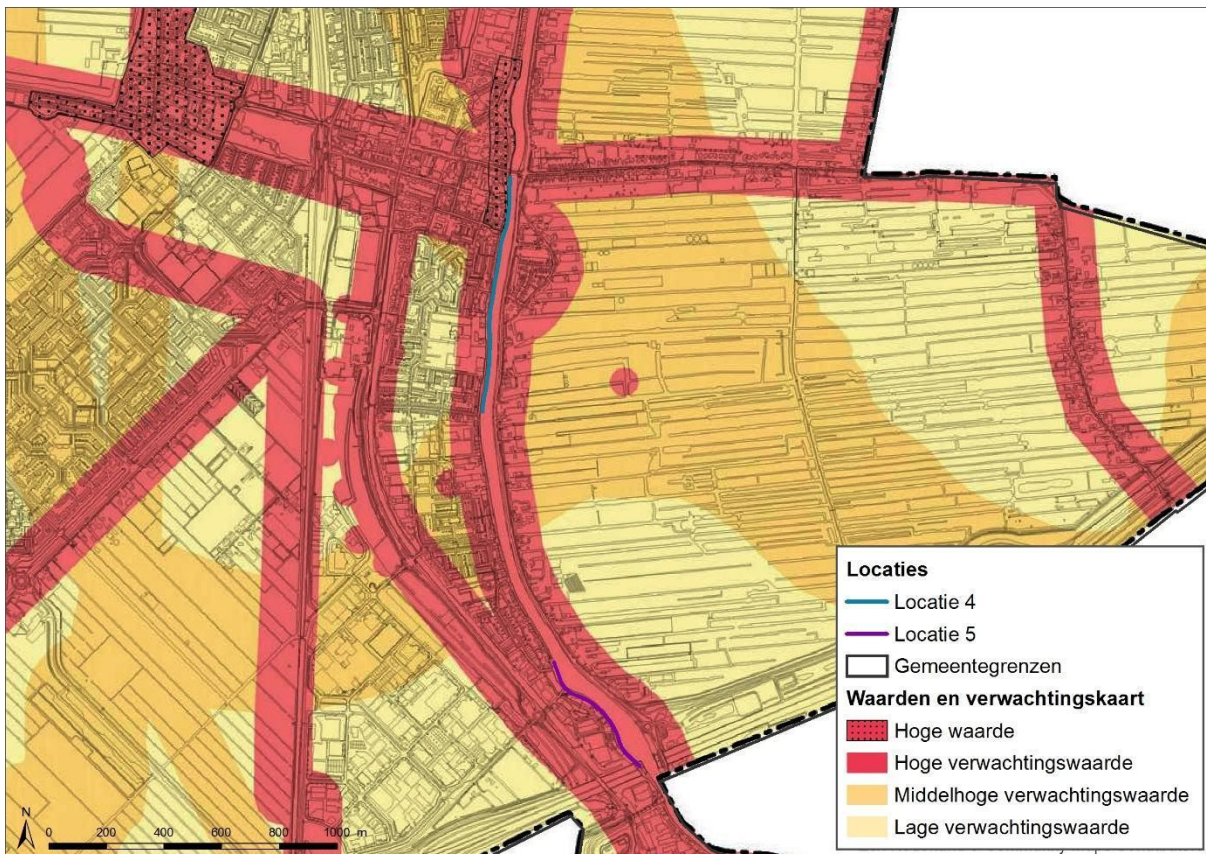 Locaties
Locatie 4
Locatie 5
Gemeentegrenzen
Waarden en verwachtingskaart
Hoge waarde
Hoge verwachtingswaarde
Middelhoge verwachtingswaarde
Lage verwachtingswaarde
N
0 200 400 600 800 1000 m